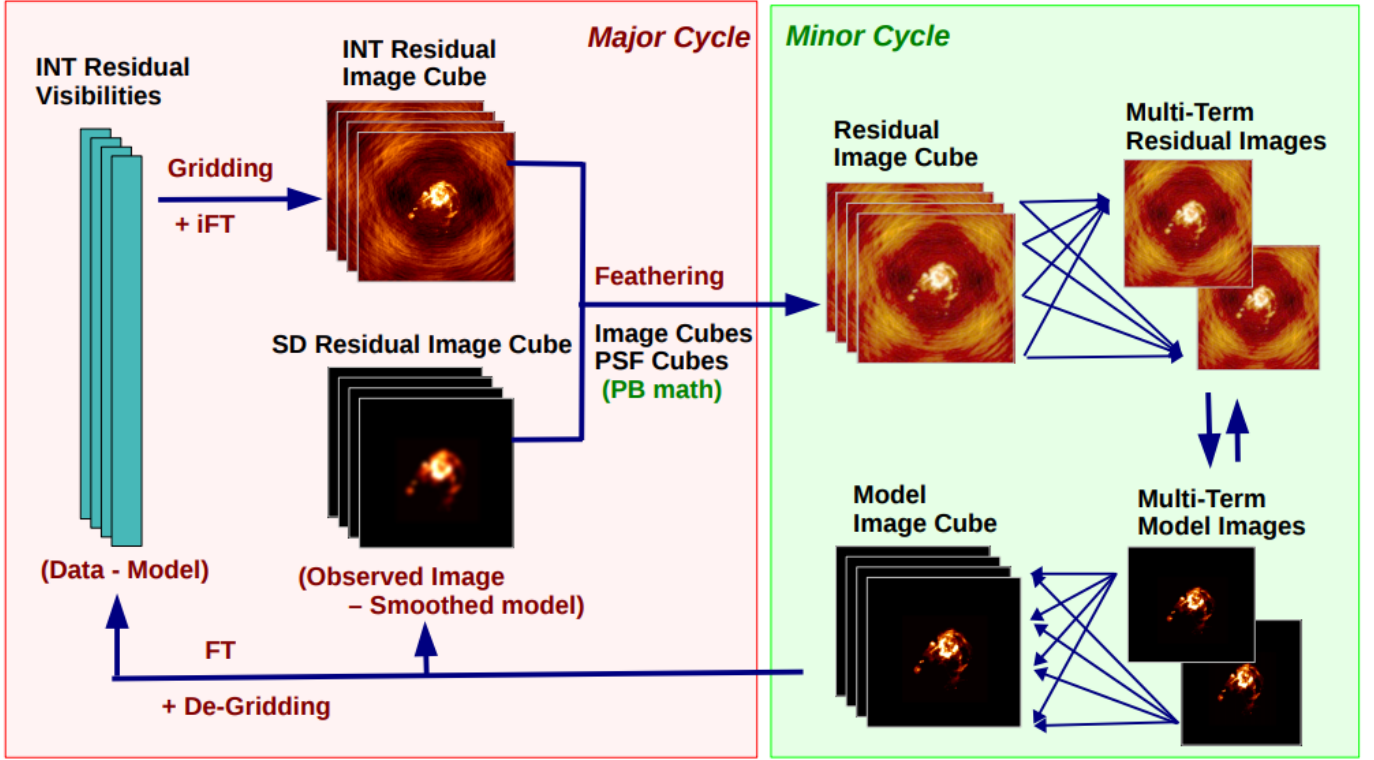 Major Cycle
INT Residual
Visibilities
INT Residual
Image Cube
Gridding
+ iFT
SD Residual Image Cube
Feathering
Image Cubes
PSF Cubes
(PB math)
(Data - Model)
(Observed Image
– Smoothed model)
FT
+ De-Gridding
Minor Cycle
Residual
Image Cube
Multi-Term
Residual Images
Model
Image Cube
Multi-Term
Model Images